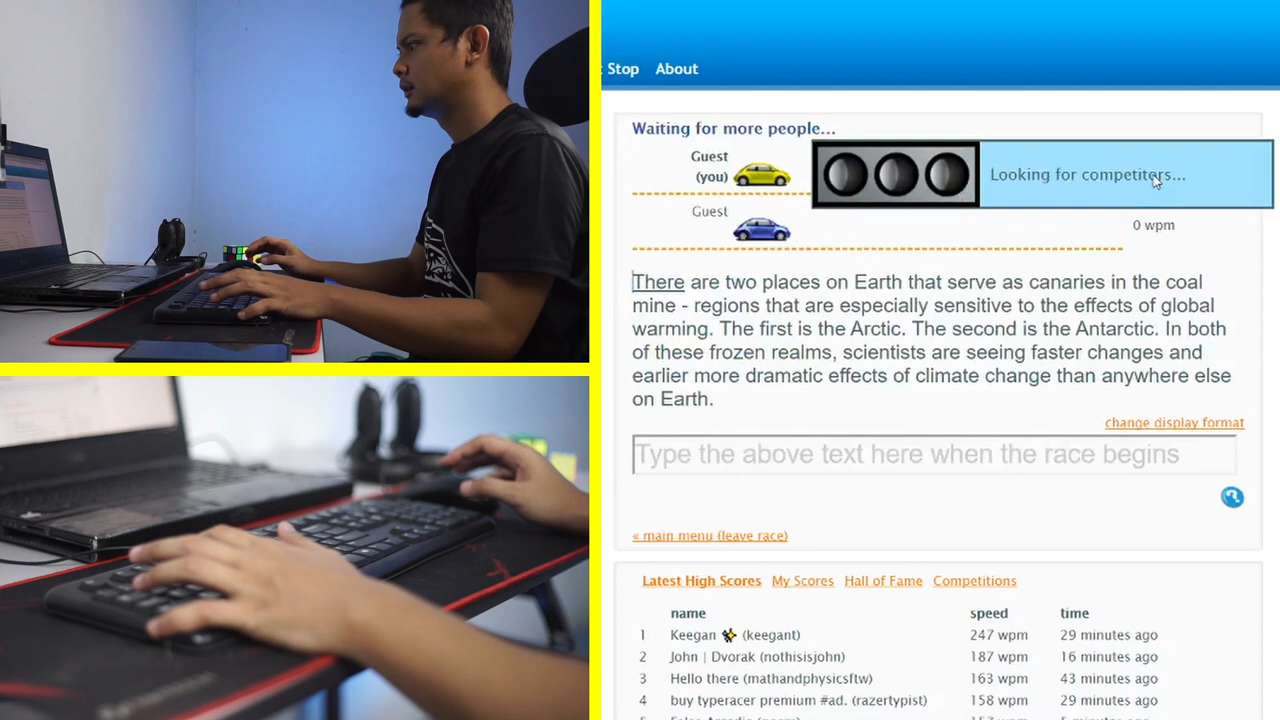 Stop About
Waiting for more people...
Guest
(you)
Looking for competitors...
Guest
0 wpm
There are two places on Earth that serve as canaries in the coal
mine - regions that are especially sensitive to the effects of global
warming. The first is the Arctic. The second is the Antarctic. In both
of these frozen realms, scientists are seeing faster changes and
earlier more dramatic effects of climate change than anywhere else
on Earth.
change display format
Type the above text here when the race begins
« main menu (leave race)
Latest High Scores My Scores Hall of Fame Competitions
name speed time
1 Keegan (keegant) 247 wpm 29 minutes ago
2 John | Dvorak (nothisisjohn) 187 wpm 16 minutes ago
3 Hello there (mathandphysicsftw) 163 wpm 43 minutes ago
4 buy typeracer premium #ad. (razertypist) 158 wpm 29 minutes ago